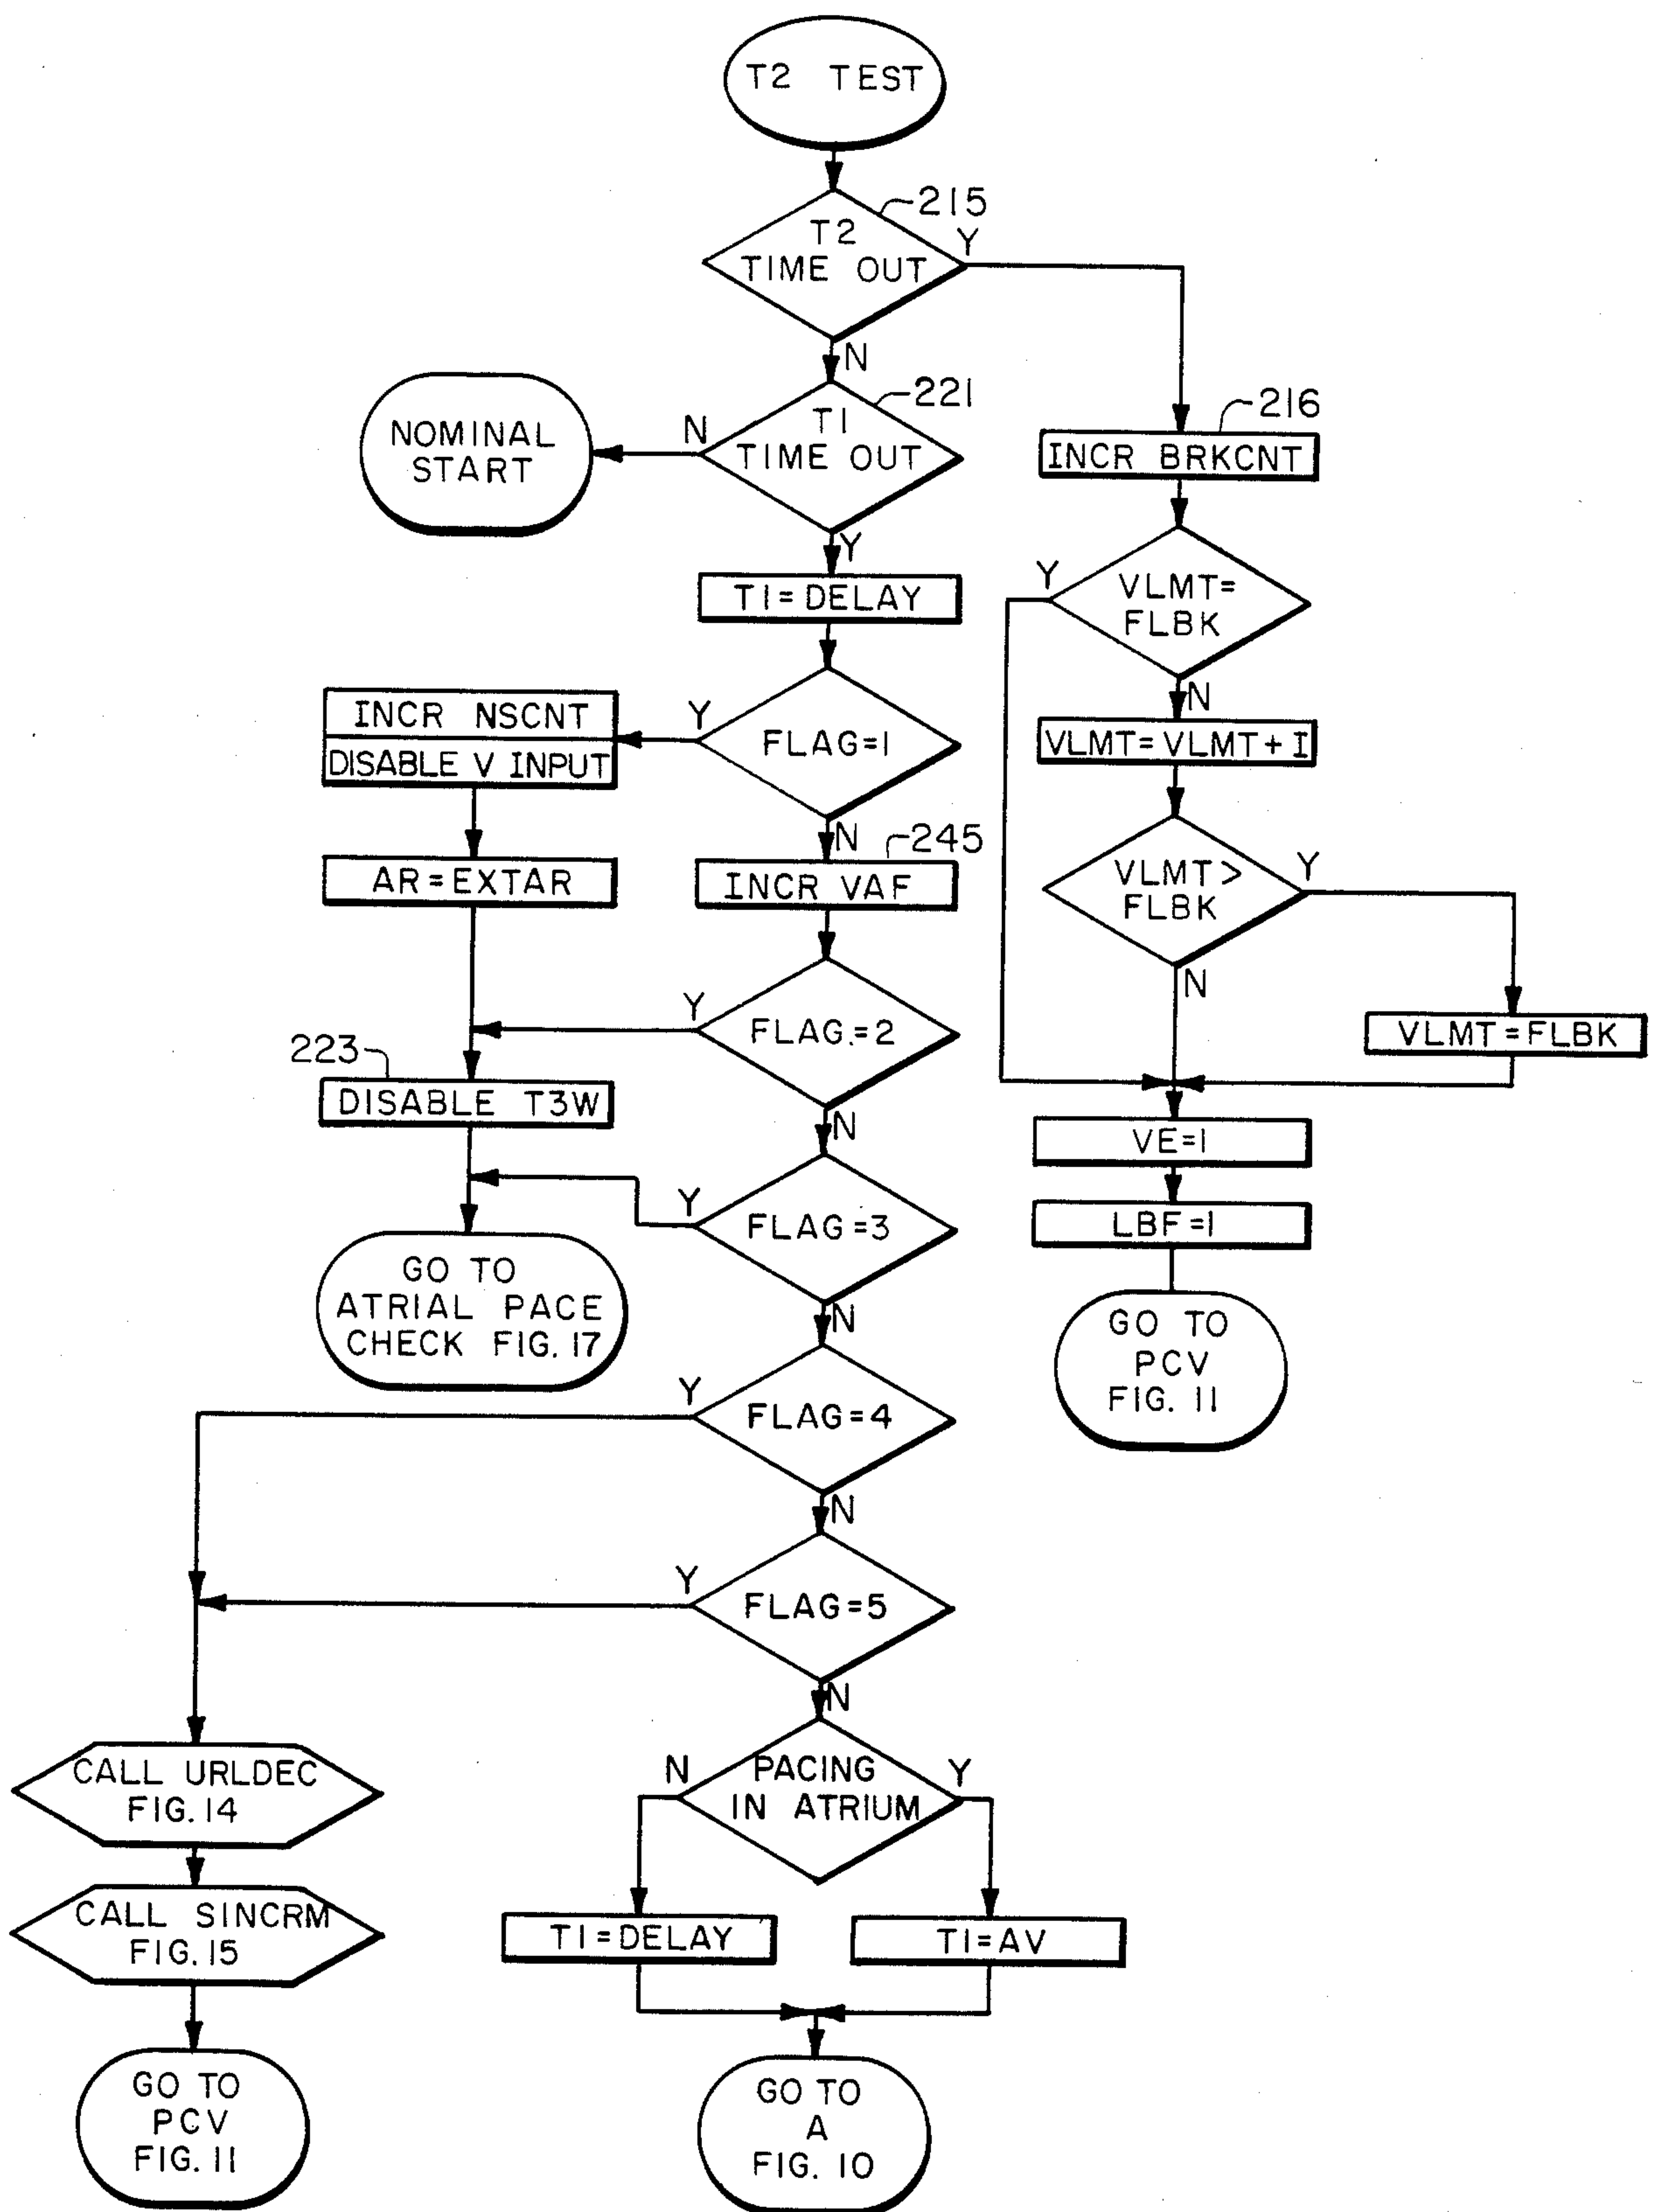 T2 TEST
215
T2
TIME OUT
Y
N
221
T1
TIME OUT
N
NOMINAL
START
216
INCR BRKCNT
Y
T1=DELAY
Y
VLMT=
FLBK
N
INCR NSCNT
DISABLE V INPUT
Y
FLAG=1
VLMT=VLMT+I
N
245
AR=EXTAR
INCR VAF
VLMT>
FLBK
Y
N
Y
FLAG=2
VLMT=FLBK
223
DISABLE T3W
N
VE=1
Y
FLAG=3
LBF=1
GO TO
ATRIAL PACE
CHECK FIG. 17
N
GO TO
PCV
FIG. 11
Y
FLAG=4
N
Y
FLAG=5
N
CALL URLDEC
FIG. 14
N
PACING
IN ATRIUM
Y
CALL SINCRM
FIG. 15
T1=DELAY
T1=AV
GO TO
PCV
FIG. 11
GO TO
A
FIG. 10